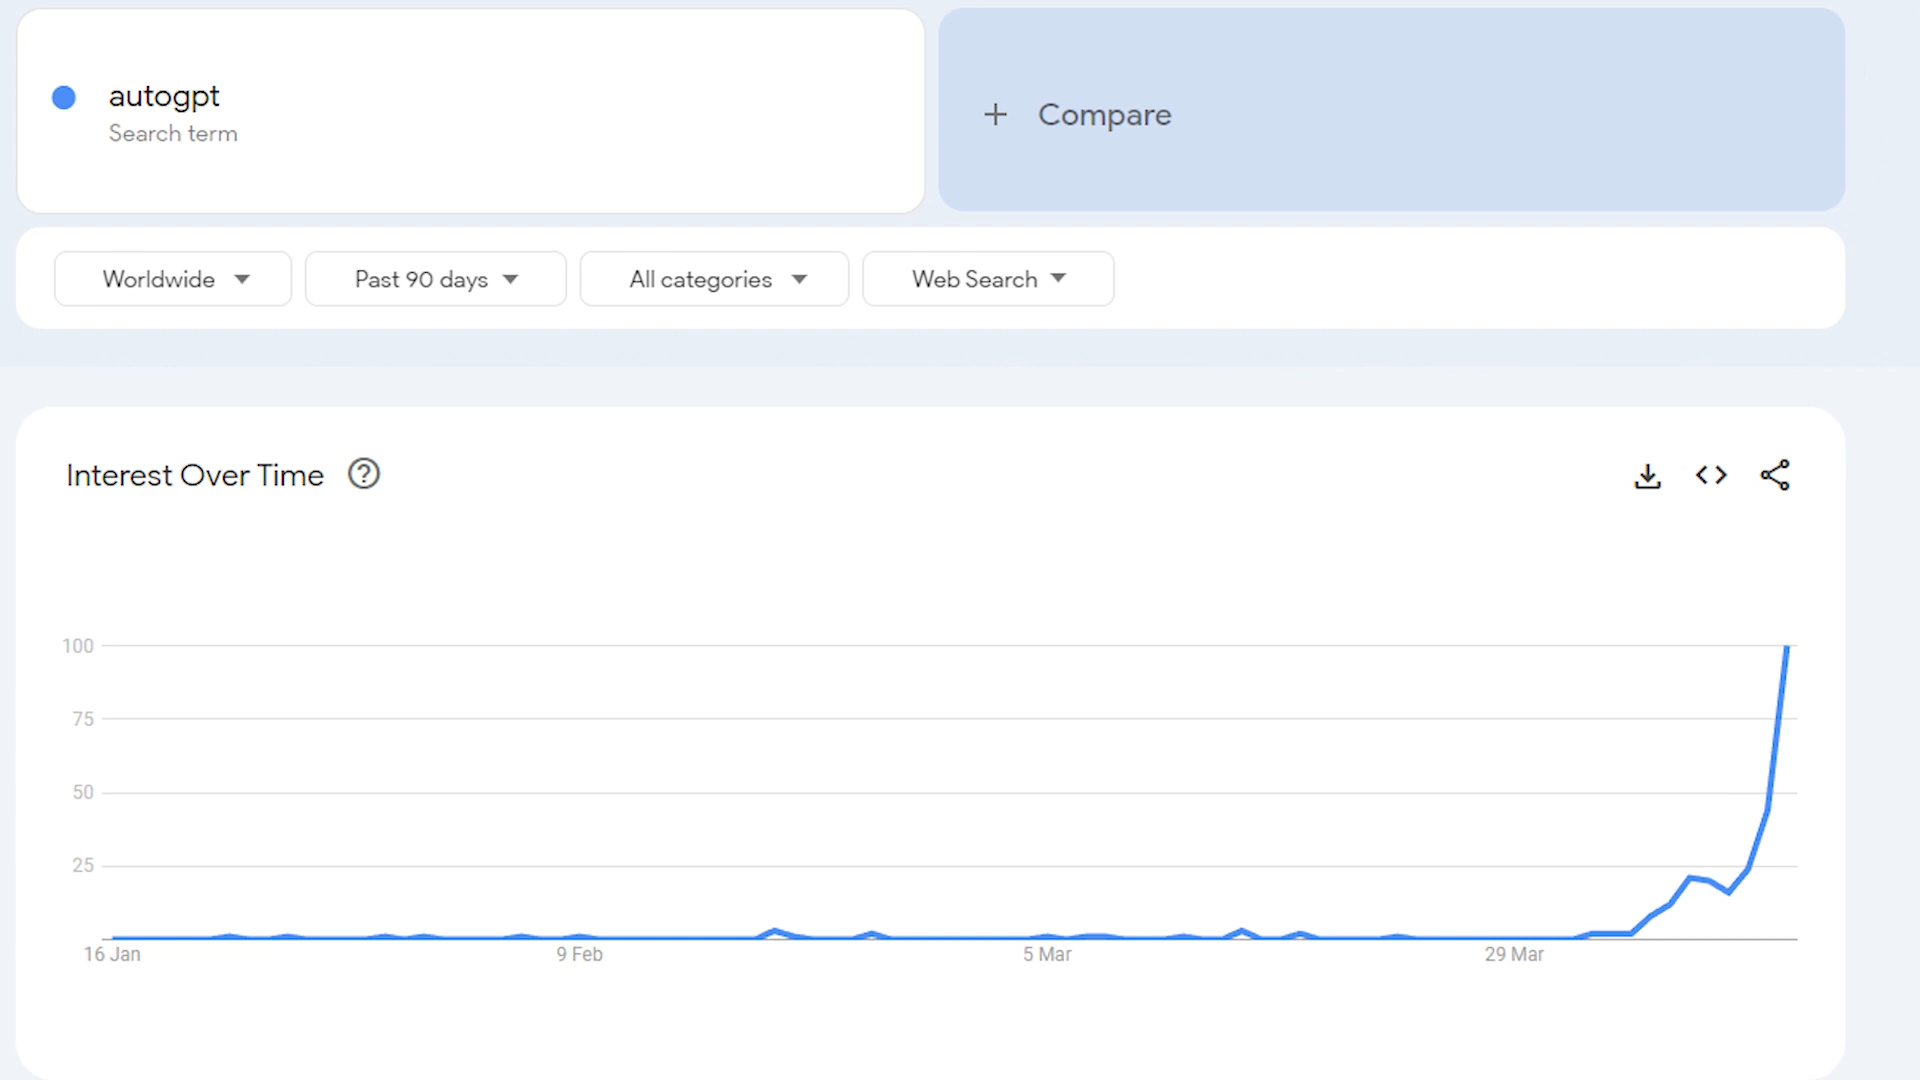 autogpt
Search term
+ Compare
Worldwide
Past 90 days
All categories
Web Search
Interest Over Time
100
75
50
25
16 Jan
9 Feb
5 Mar
29 Mar